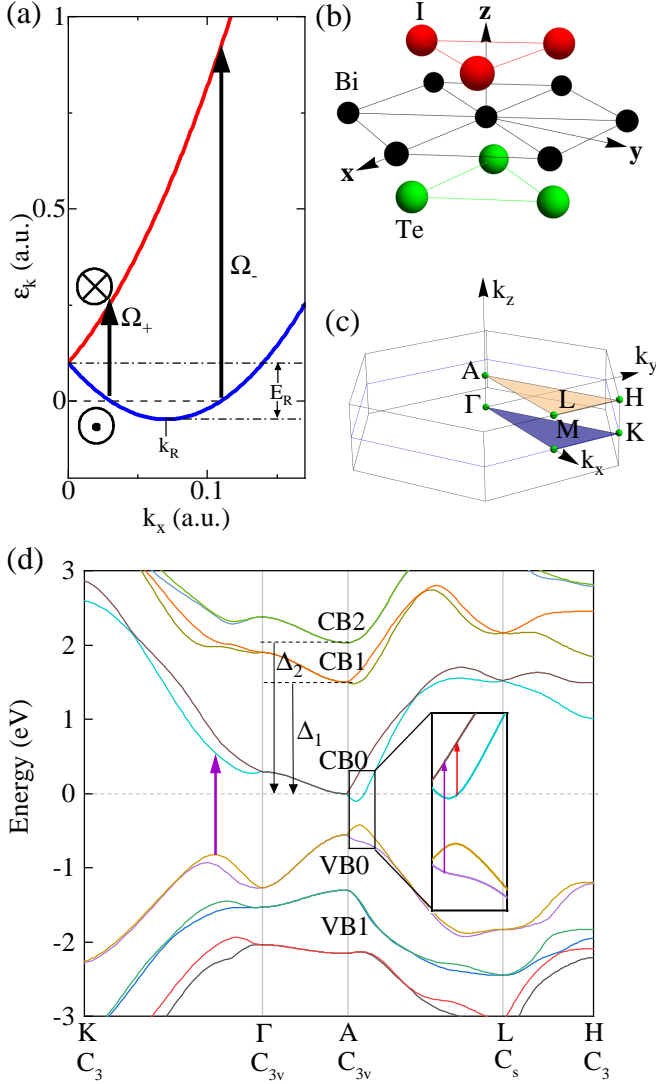 (a)
1
0.5
0
ε_k (a.u.)
Ω_+
Ω_-
E_R
k_R
0
0.1
k_x (a.u.)
(b)
I
z
Bi
x
y
Te
(c)
k_z
k_y
A
L
H
Γ
M
K
k_x
(d)
3
2
1
0
-1
-2
-3
Energy (eV)
CB2
CB1
Δ_2
Δ_1
CB0
VB0
VB1
K
Γ
A
L
H
C_3
C_3v
C_3v
C_s
C_3